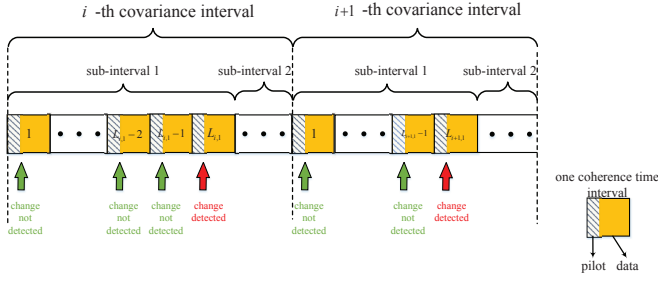 i -th covariance interval
i+1 -th covariance interval
sub-interval 1
sub-interval 2
sub-interval 1
sub-interval 2
1
• • •
L_{i,1}-2
L_{i,1}-1
L_{i,1}
• • •
1
• • •
L_{i+1,1}-1
L_{i+1,1}
• • •
change
not
detected
change
not
detected
change
not
detected
change
detected
change
not
detected
change
not
detected
change
detected
one coherence time
interval
pilot
data